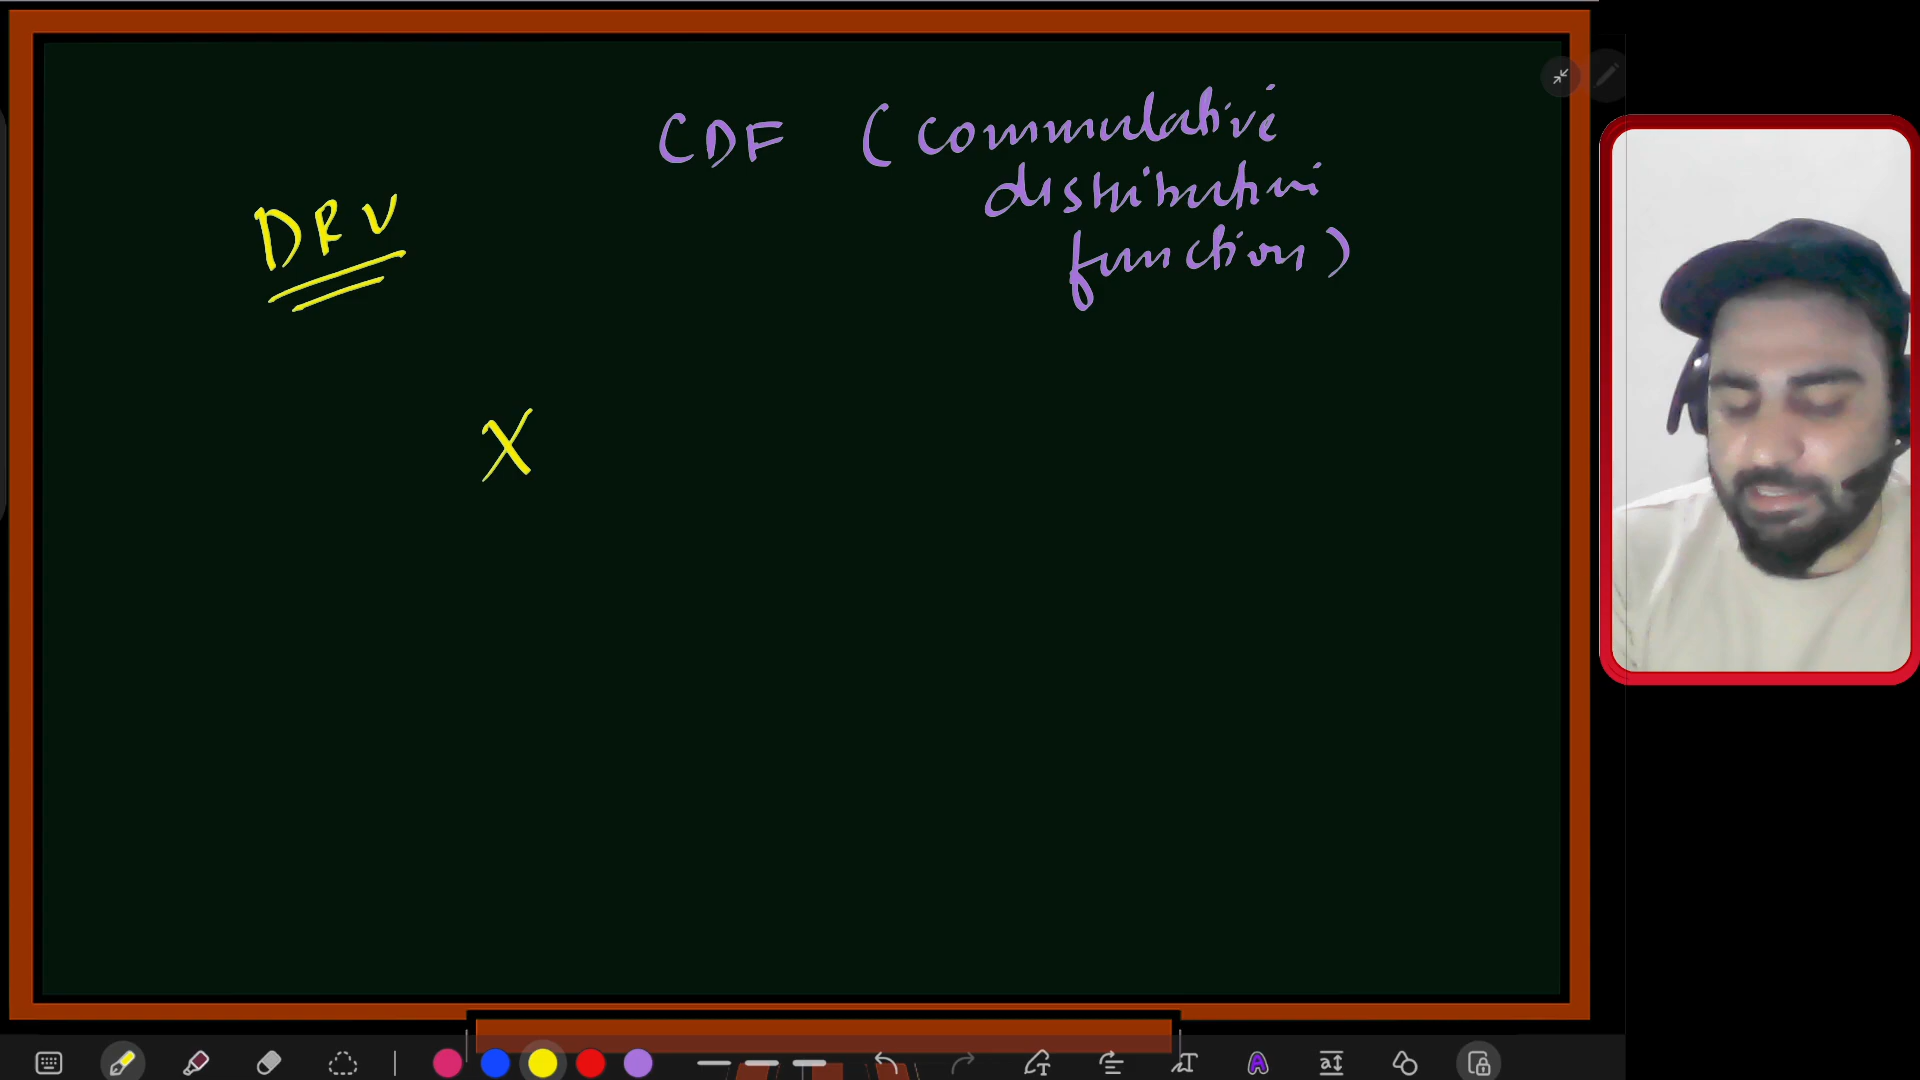 CDF (Commulative
distribution
function)
DRV
X